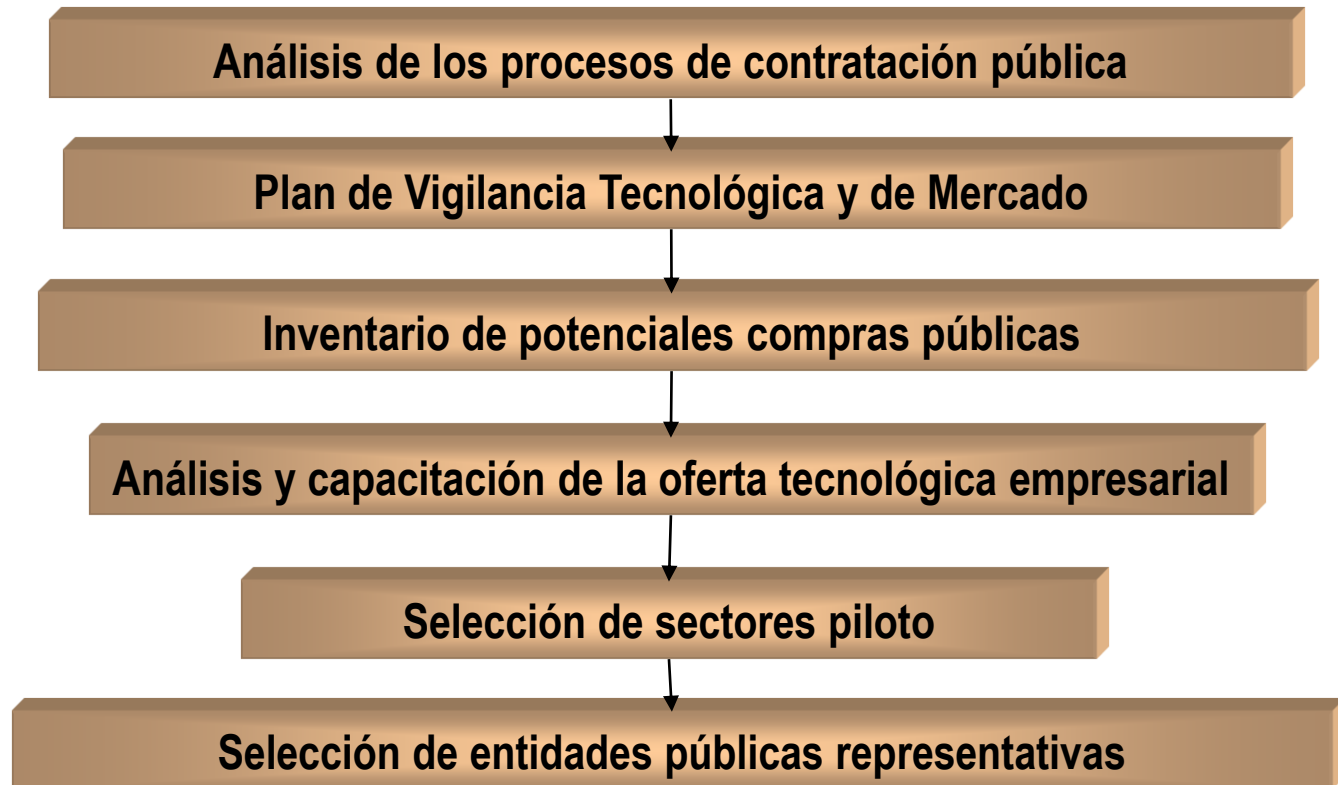 Análisis de los procesos de contratación pública
Plan de Vigilancia Tecnológica y de Mercado
Inventario de potenciales compras públicas
Análisis y capacitación de la oferta tecnológica empresarial
Selección de sectores piloto
Selección de entidades públicas representativas